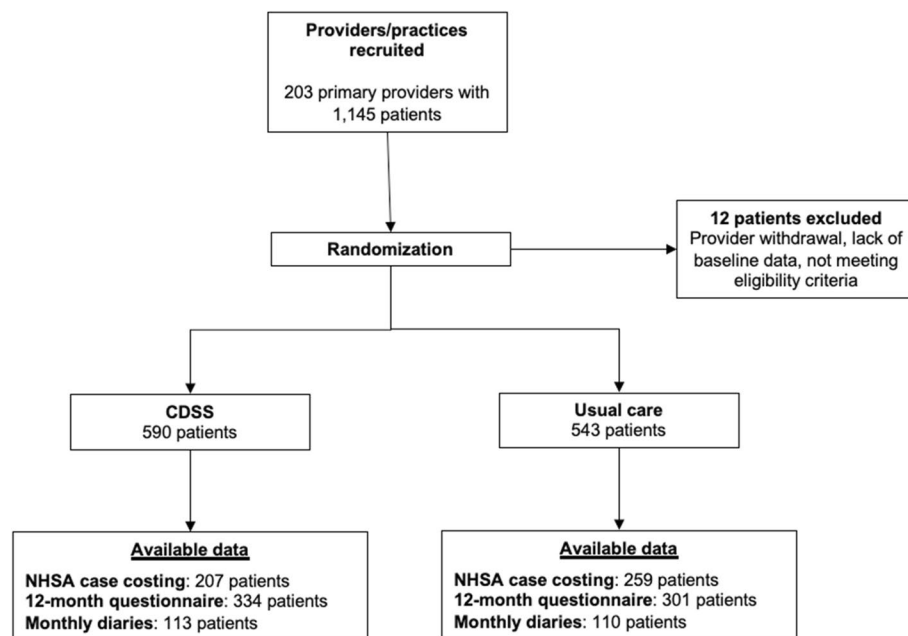 Providers/practices
recruited
203 primary providers with
1,145 patients
Randomization
12 patients excluded
Provider withdrawal, lack of
baseline data, not meeting
eligibility criteria
CDSS
590 patients
Usual care
543 patients
Available data
NHSA case costing: 207 patients
12-month questionnaire: 334 patients
Monthly diaries: 113 patients
Available data
NHSA case costing: 259 patients
12-month questionnaire: 301 patients
Monthly diaries: 110 patients